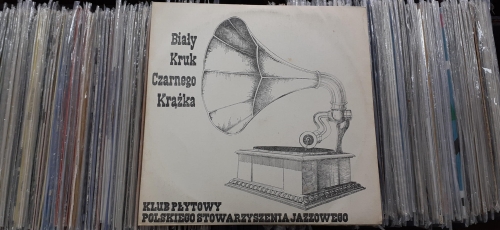 Biały
Kruk
Czarnego
Krążka
KLUB PŁYTOWY
POLSKIEGO STOWARZYSZENIA JAZZOWEGO